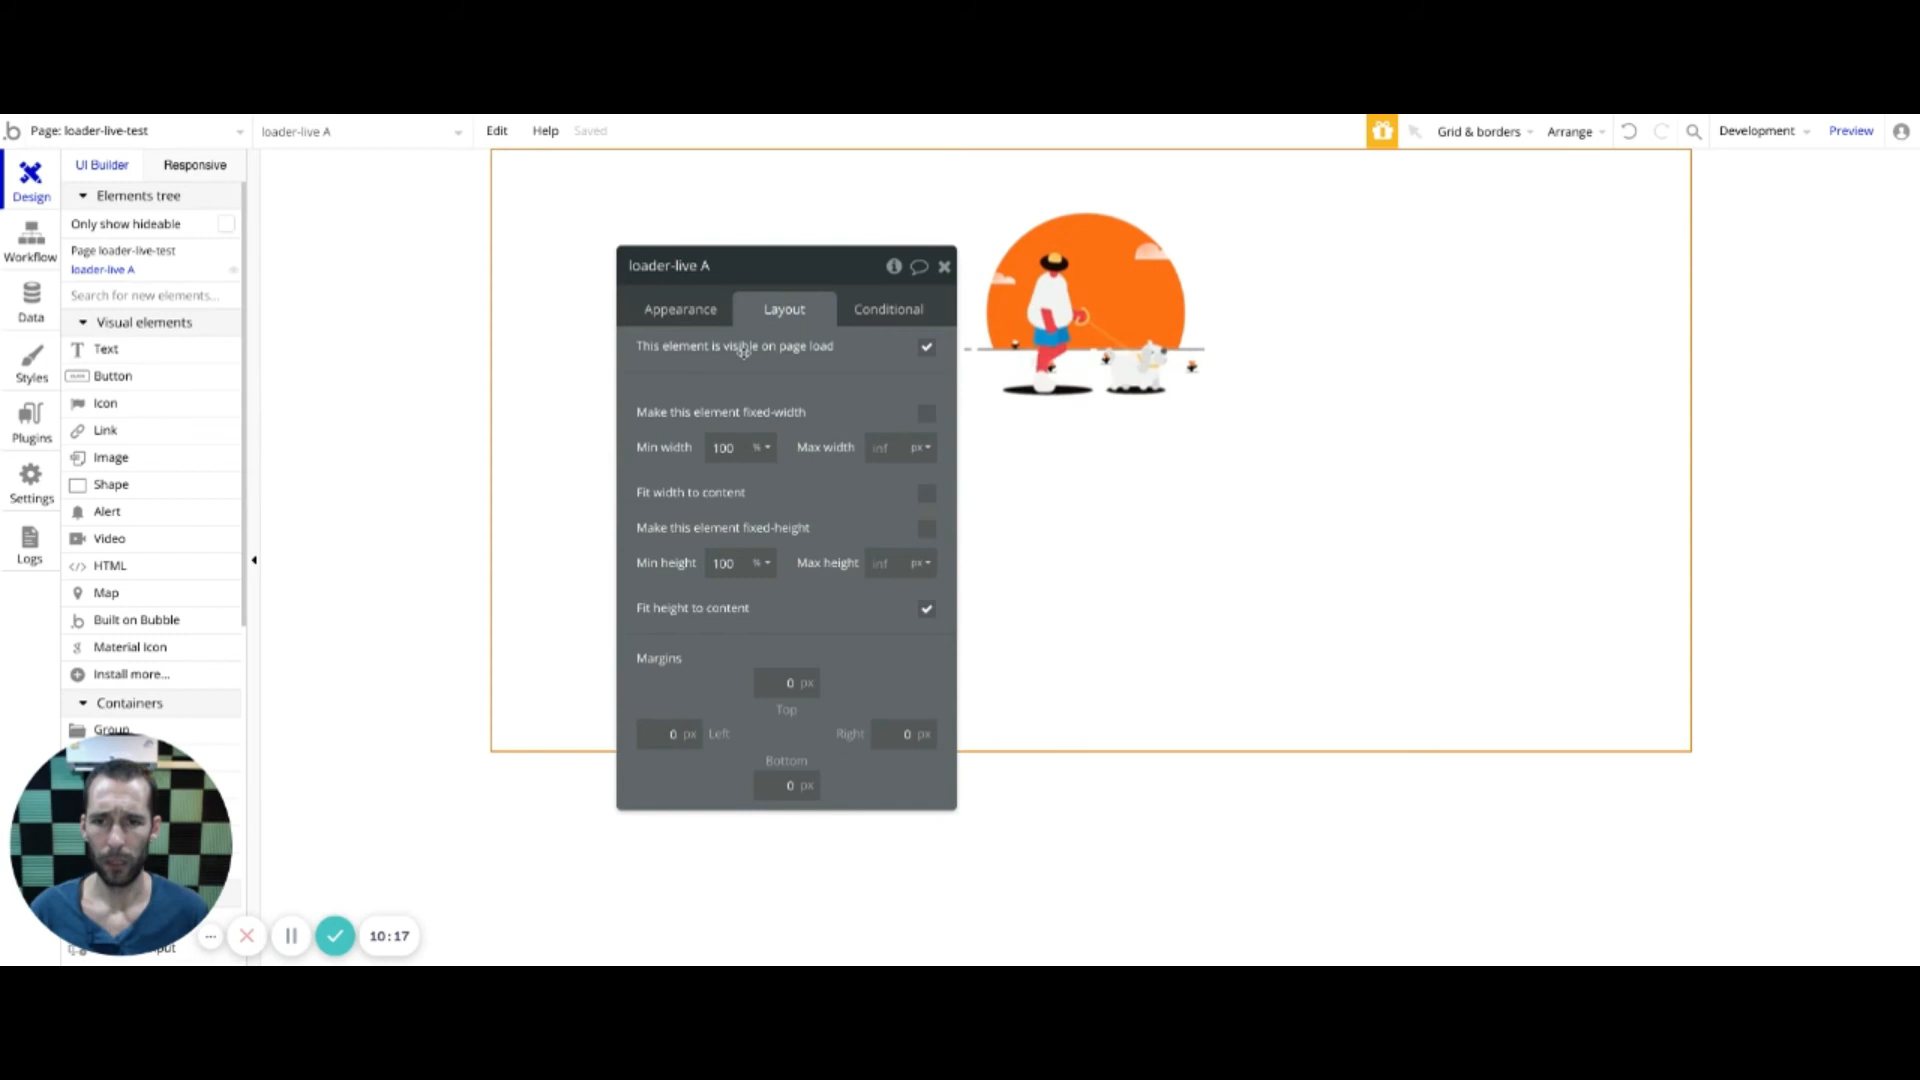 Page: loader-live-test
loader-live A
Edit
Help
Saved
Grid & borders
Arrange
Development
Preview
UI Builder
Responsive
Design
Workflow
Data
Styles
Plugins
Settings
Logs
Elements tree
Only show hideable
Page loader-live-test
loader-live A
Search for new elements...
Visual elements
Text
Button
Icon
Link
Image
Shape
Alert
Video
</> HTML
Map
Built on Bubble
Material Icon
Install more...
Containers
Group
loader-live A
Appearance
Layout
Conditional
This element is visible on page load
Make this element fixed-width
Min width 100 % Max width inf px
Fit width to content
Make this element fixed-height
Min height 100 % Max height inf px
Fit height to content
Margins
0 px
Top
0 px Left Right 0 px
Bottom
0 px
10:17